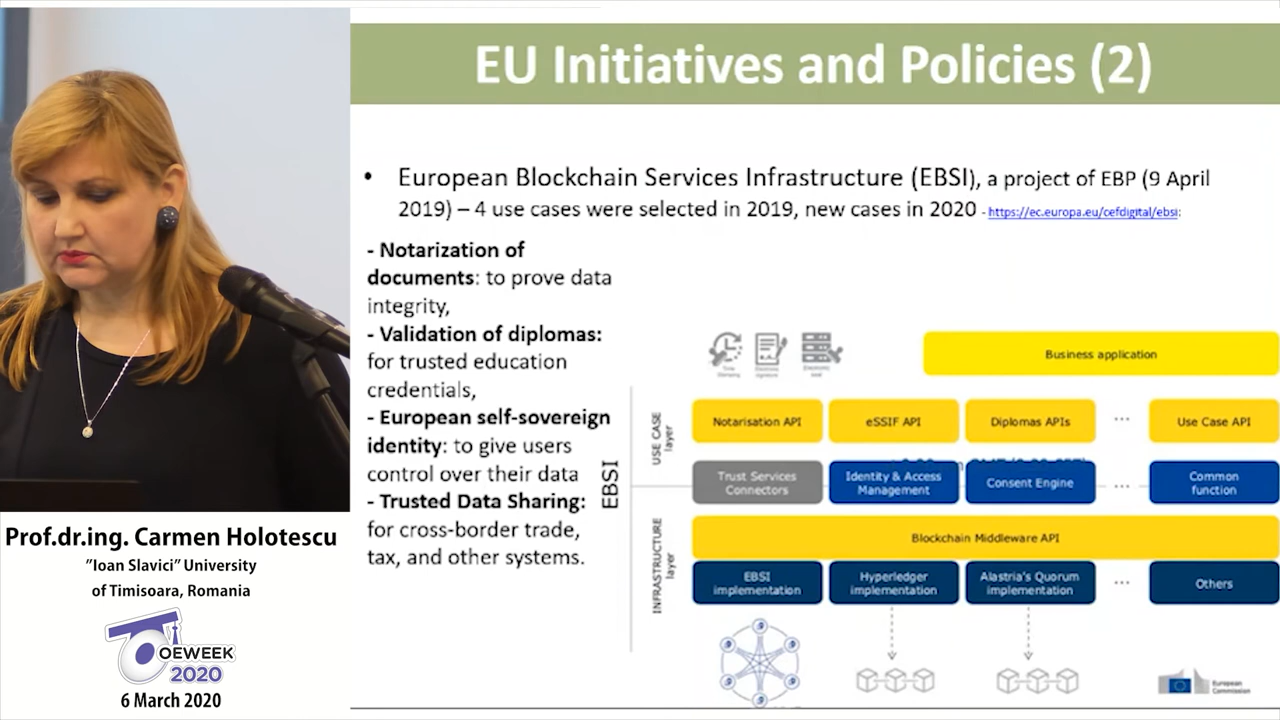 EU Initiatives and Policies (2)
• European Blockchain Services Infrastructure (EBSI), a project of EBP (9 April
2019) – 4 use cases were selected in 2019, new cases in 2020 - https://ec.europa.eu/cefdigital/ebsi:
- Notarization of
documents: to prove data
integrity,
- Validation of diplomas:
for trusted education
credentials,
- European self-sovereign
identity: to give users
control over their data
- Trusted Data Sharing:
for cross-border trade,
tax, and other systems.
Business application
EBSI
USE CASE
layer
Notarisation API
eSSIF API
Diplomas APIs
...
Use Case API
Trust Services
Connectors
Identity & Access
Management
Consent Engine
...
Common
function
INFRASTRUCTURE
layer
Blockchain Middleware API
EBSI
implementation
Hyperledger
implementation
Alastria's Quorum
implementation
...
Others
European
Commission
Prof.dr.ing. Carmen Holotescu
”Ioan Slavici” University
of Timisoara, Romania
OEWEEK
2020
6 March 2020